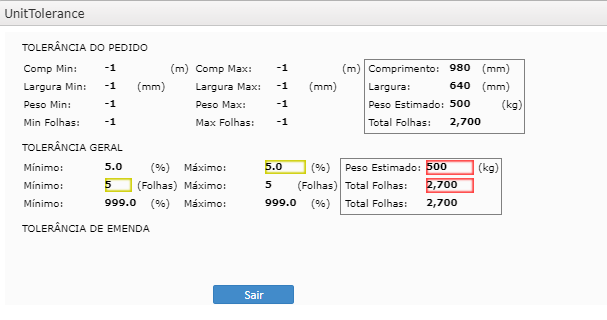 UnitTolerance
TOLERÂNCIA DO PEDIDO
Comp Min: -1 (m) Comp Max: -1 (m) Comprimento: 980 (mm)
Largura Min: -1 (mm) Largura Max: -1 (mm) Largura: 640 (mm)
Peso Min: -1 Peso Max: -1 Peso Estimado: 500 (kg)
Min Folhas: -1 Max Folhas: -1 Total Folhas: 2,700
TOLERÂNCIA GERAL
Mínimo: 5.0 (%) Máximo: 5.0 (%) Peso Estimado: 500 (kg)
Mínimo: 5 (Folhas) Máximo: 5 (Folhas) Total Folhas: 2,700
Mínimo: 999.0 (%) Máximo: 999.0 (%) Total Folhas: 2,700
TOLERÂNCIA DE EMENDA
Sair